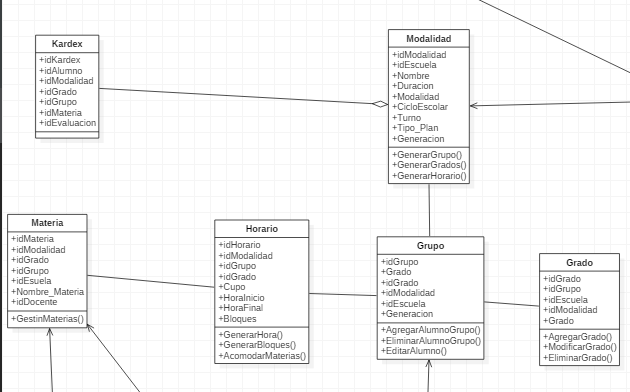 Kardex
+idKardex
+idAlumno
+idModalidad
+idGrado
+idGrupo
+idMateria
+idEvaluacion
Modalidad
+idModalidad
+idEscuela
+Nombre
+Duracion
+Modalidad
+CicloEscolar
+Turno
+Tipo_Plan
+Generacion
+GenerarGrupo()
+GenerarGrados()
+GenerarHorario()
Materia
+idMateria
+idModalidad
+idGrado
+idGrupo
+idEsuela
+Nombre_Materia
+idDocente
+GestinMaterias()
Horario
+idHorario
+idModalidad
+idGrupo
+idGrado
+Cupo
+HoraInicio
+HoraFinal
+Bloques
+GenerarHora()
+GenerarBloques()
+AcomodarMaterias()
Grupo
+idGrupo
+Grado
+idGrado
+idModalidad
+idEscuela
+Generacion
+AgregarAlumnoGrupo()
+EliminarAlumnoGrupo()
+EditarAlumno()
Grado
+idGrado
+idGrupo
+idEscuela
+idModalidad
+Grado
+AgregarGrado()
+ModificarGrado()
+EliminarGrado()